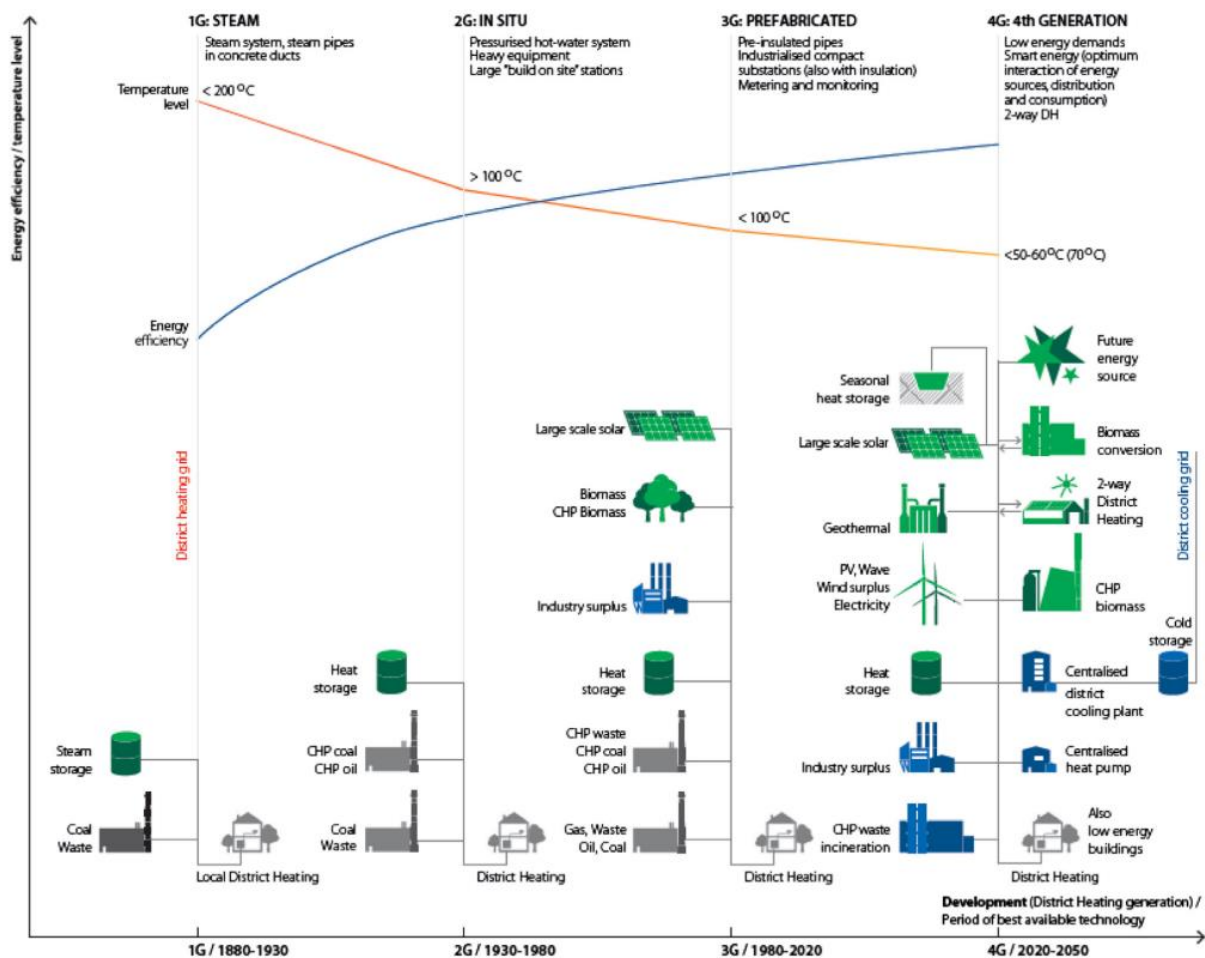 1G: STEAM
Steam system, steam pipes
in concrete ducts
2G: IN SITU
Pressurised hot-water system
Heavy equipment
Large "build on site" stations
3G: PREFABRICATED
Pre-insulated pipes
Industrialised compact
substations (also with insulation)
Metering and monitoring
4G: 4th GENERATION
Low energy demands
Smart energy (optimum
interaction of energy
sources, distribution
and consumption)
2-way DH
Energy efficiency / temperature level
Temperature
level
< 200 °C
> 100 °C
< 100 °C
<50-60°C (70°C)
Energy
efficiency
District heating grid
Steam
storage
Coal
Waste
Local District Heating
Heat
storage
CHP coal
CHP oil
Coal
Waste
District Heating
Large scale solar
Biomass
CHP Biomass
Industry surplus
Heat
storage
CHP waste
CHP coal
CHP oil
Gas, Waste
Oil, Coal
District Heating
Seasonal
heat storage
Large scale solar
Geothermal
PV, Wave
Wind surplus
Electricity
Heat
storage
Industry surplus
CHP waste
incineration
Future
energy
source
Biomass
conversion
2-way
District
Heating
CHP
biomass
Centralised
district
cooling plant
Cold
storage
Centralised
heat pump
Also
low energy
buildings
District Heating
District cooling grid
Development (District Heating generation) /
Period of best available technology
1G / 1880-1930
2G / 1930-1980
3G / 1980-2020
4G / 2020-2050